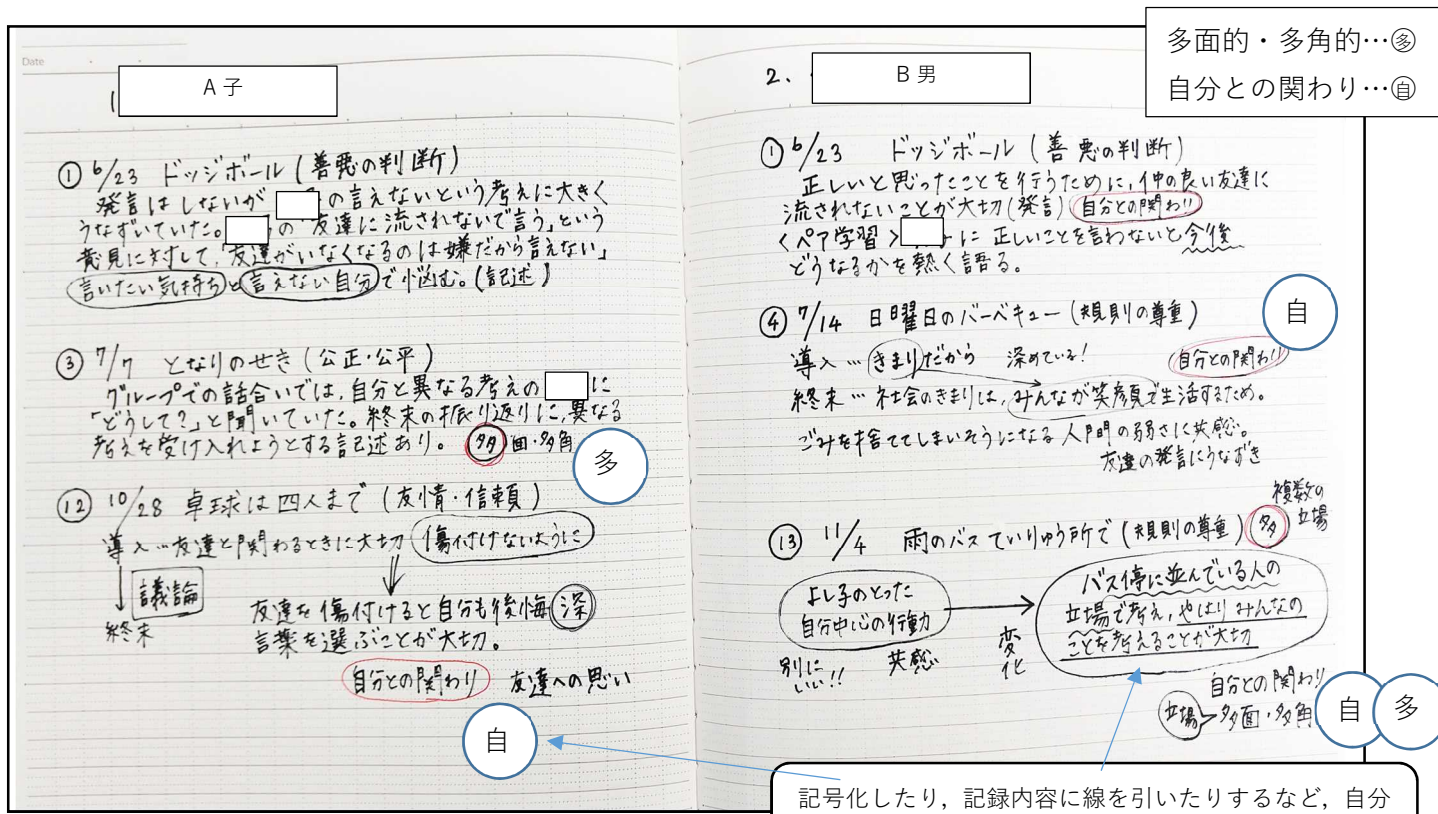 多面的・多角的…㊿多
自分との関わり…㊿自
Date
A子
1
① 6/23 ドッジボール(善悪の判断)
発言はしないが の言えないという考えに大きく
うなずいていた。 の「友達に流されないで言う」という
意見に対して,「友達がいなくなるのは嫌だから言えない」
言いたい気持ちと言えない自分で悩む。(記述)
③ 7/7 となりのせき(公正・公平)
グループでの話合いでは,自分と異なる考えの に
「どうして?」と聞いていた。終末の振り返りに,異なる
考えを受け入れようとする記述あり。 多面・多角
多
⑫ 10/28 卓球は四人まで(友情・信頼)
導入…友達と関わるときに大切 傷付けないように
議論
終末
友達を傷付けると自分も後悔 深
言葉を選ぶことが大切。
自分との関わり 友達への思い
自
2.
B男
① 6/23 ドッジボール(善悪の判断)
正しいと思ったことを行うために,仲の良い友達に
流されないことが大切(発言) 自分との関わり
<ペア学習> に 正しいことを言わないと今後
どうなるかを熱く語る。
④ 7/14 日曜日のバーベキュー(規則の尊重)
自
導入…きまりだから 深めている! 自分との関わり
終末…社会のきまりは,みんなが笑顔で生活するため。
ごみを捨ててしまいそうになる人間の弱さに共感。
友達の発言にうなずき
⑬ 11/4 雨のバスていりゅう所で(規則の尊重) 多 複数の
立場
よし子のとった
自分中心の行動
別に
いい!!
共感
変
化
バス停に並んでいる人の
立場で考え,やはりみんなの
ことを考えることが大切
自分との関わり
立場 多面・多角
自
多
記号化したり,記録内容に線を引いたりするなど,自分